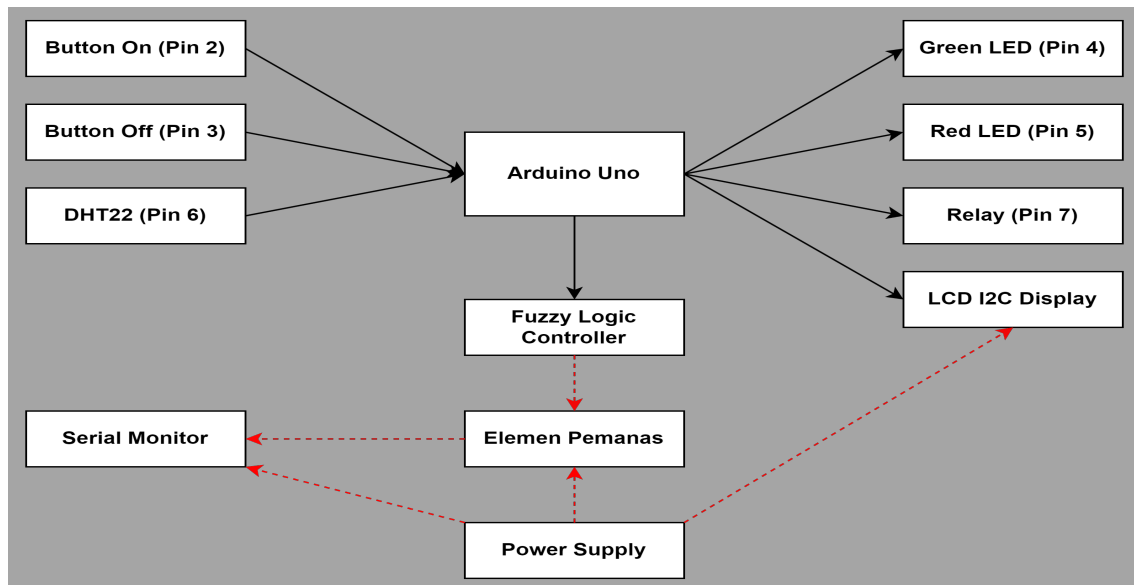 Button On (Pin 2)
Green LED (Pin 4)
Button Off (Pin 3)
Red LED (Pin 5)
Arduino Uno
DHT22 (Pin 6)
Relay (Pin 7)
LCD I2C Display
Fuzzy Logic
Controller
Serial Monitor
Elemen Pemanas
Power Supply